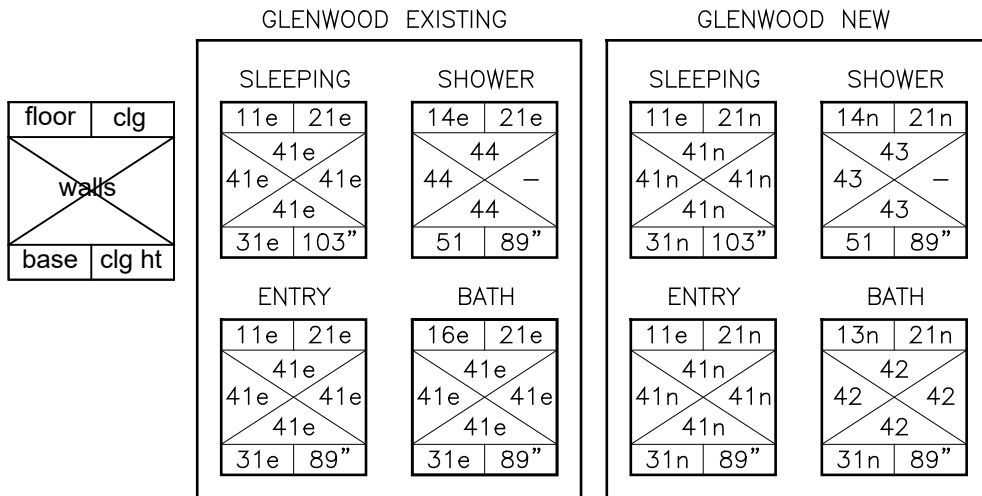 GLENWOOD EXISTING
GLENWOOD NEW
floor clg
walls
base clg ht
SLEEPING
11e 21e
41e
41e 41e
41e
31e 103”
SHOWER
14e 21e
44
44 –
44
51 89”
ENTRY
11e 21e
41e
41e 41e
41e
31e 89”
BATH
16e 21e
41e
41e 41e
41e
31e 89”
SLEEPING
11e 21n
41n
41n 41n
41n
31n 103”
SHOWER
14n 21n
43
43 –
43
51 89”
ENTRY
11e 21n
41n
41n 41n
41n
31n 89”
BATH
13n 21n
42
42 42
42
31n 89”